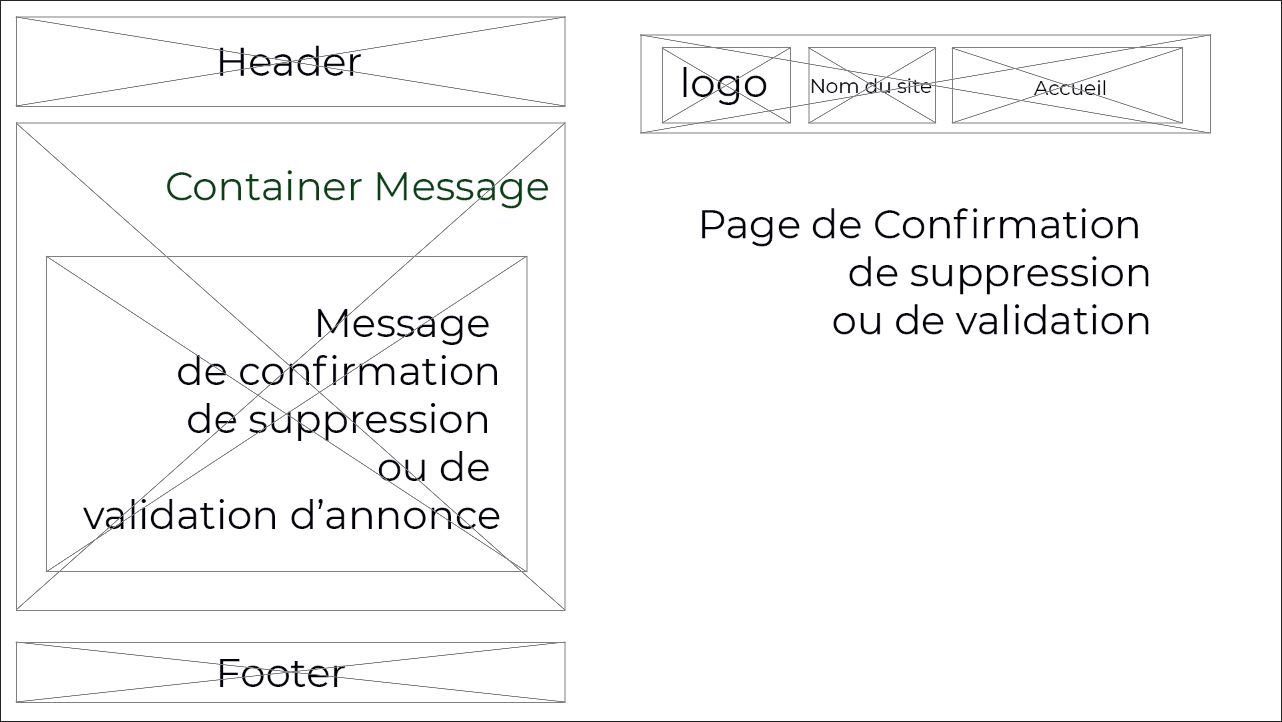 Header
Container Message
Message
de confirmation
de suppression
ou de
validation d’annonce
Footer
logo
Nom du site
Accueil
Page de Confirmation
de suppression
ou de validation